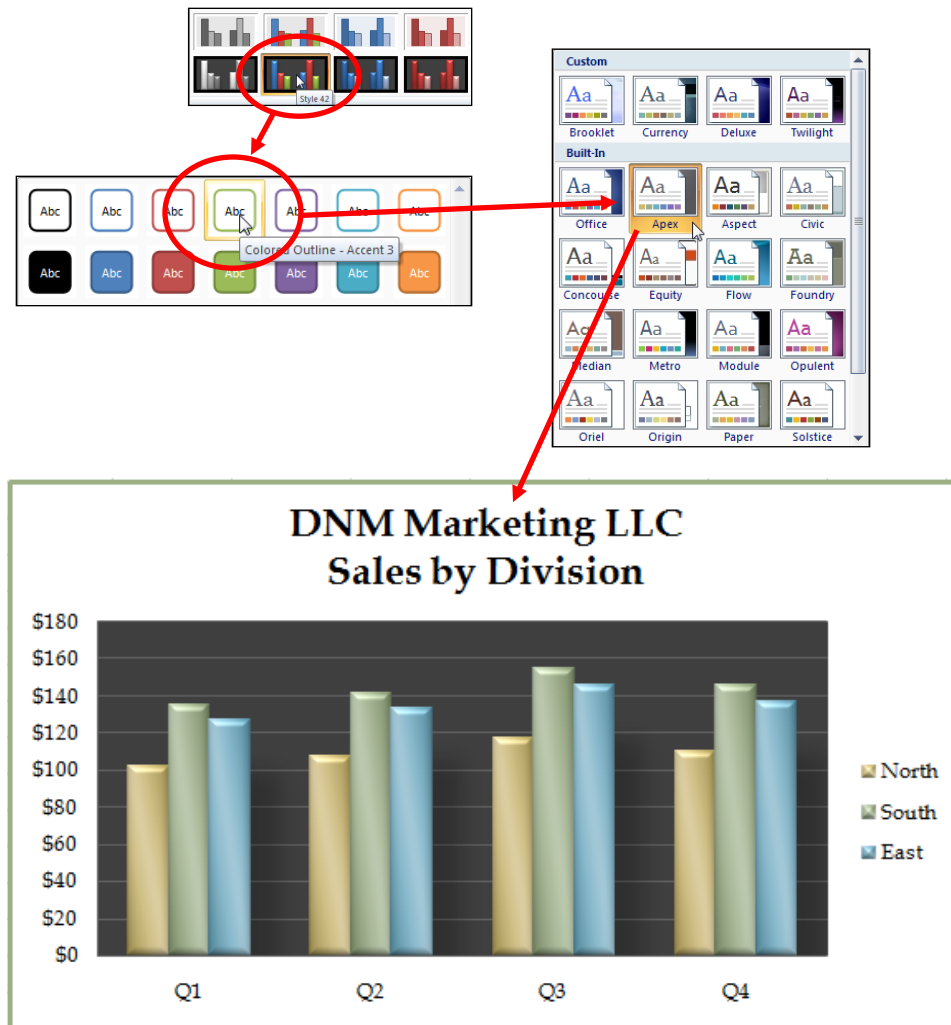 Style 42
Abc Abc Abc Abc Abc Abc Abc
Colored Outline - Accent 3
Abc Abc Abc Abc Abc Abc Abc
Custom
Aa Aa Aa Aa
Brooklet Currency Deluxe Twilight
Built-In
Aa Aa Aa Aa
Office Apex Aspect Civic
Aa Aa Aa Aa
Concourse Equity Flow Foundry
Aa Aa Aa Aa
Median Metro Module Opulent
Aa Aa Aa Aa
Oriel Origin Paper Solstice
DNM Marketing LLC
Sales by Division
$180
$160
$140
$120
$100
$80
$60
$40
$20
$0
Q1 Q2 Q3 Q4
North
South
East